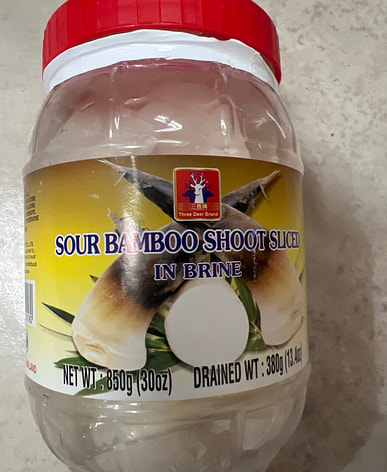 Three Deer Brand
SOUR BAMBOO SHOOT SLICED
IN BRINE
NET WT : 850g (30oz) DRAINED WT : 380g (13.4oz)